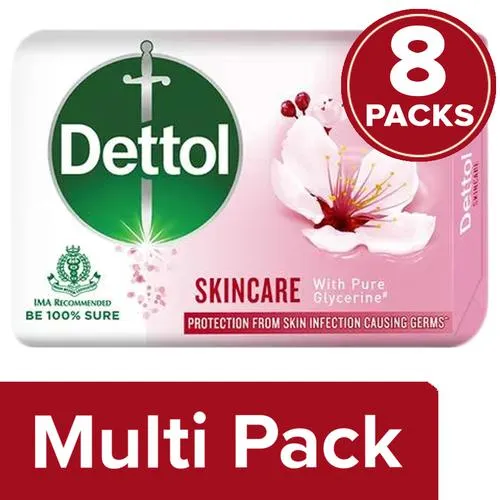 8
PACKS
Dettol
Dettol
SKINCARE
IMA RECOMMENDED
BE 100% SURE
SKINCARE
With Pure
Glycerine#
PROTECTION FROM SKIN INFECTION CAUSING GERMS^
Multi Pack